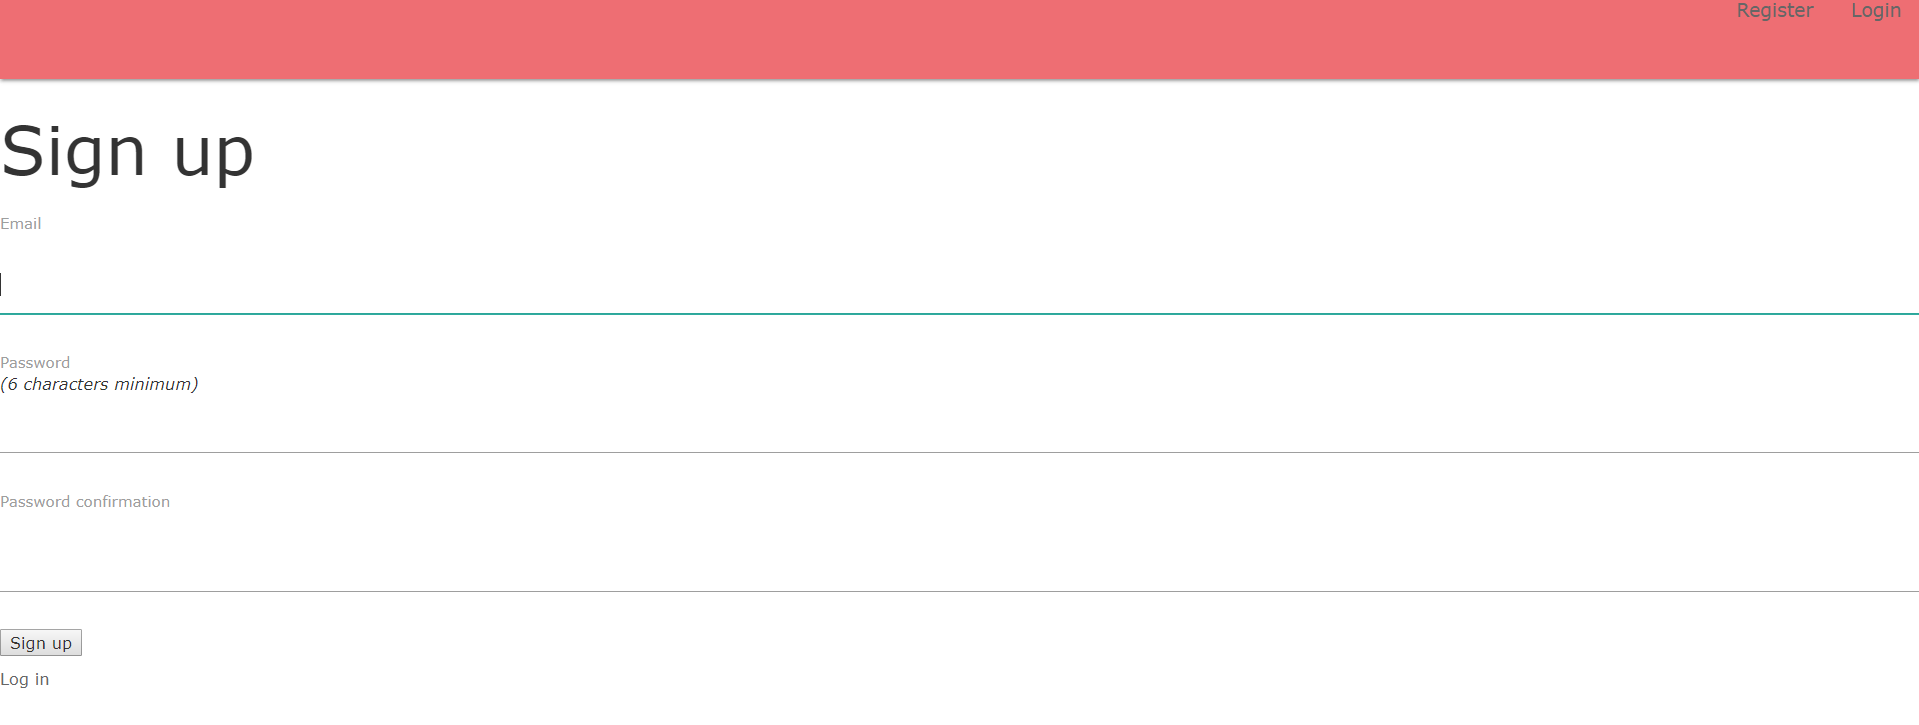 Register Login
Sign up
Email
Password
(6 characters minimum)
Password confirmation
Sign up
Log in